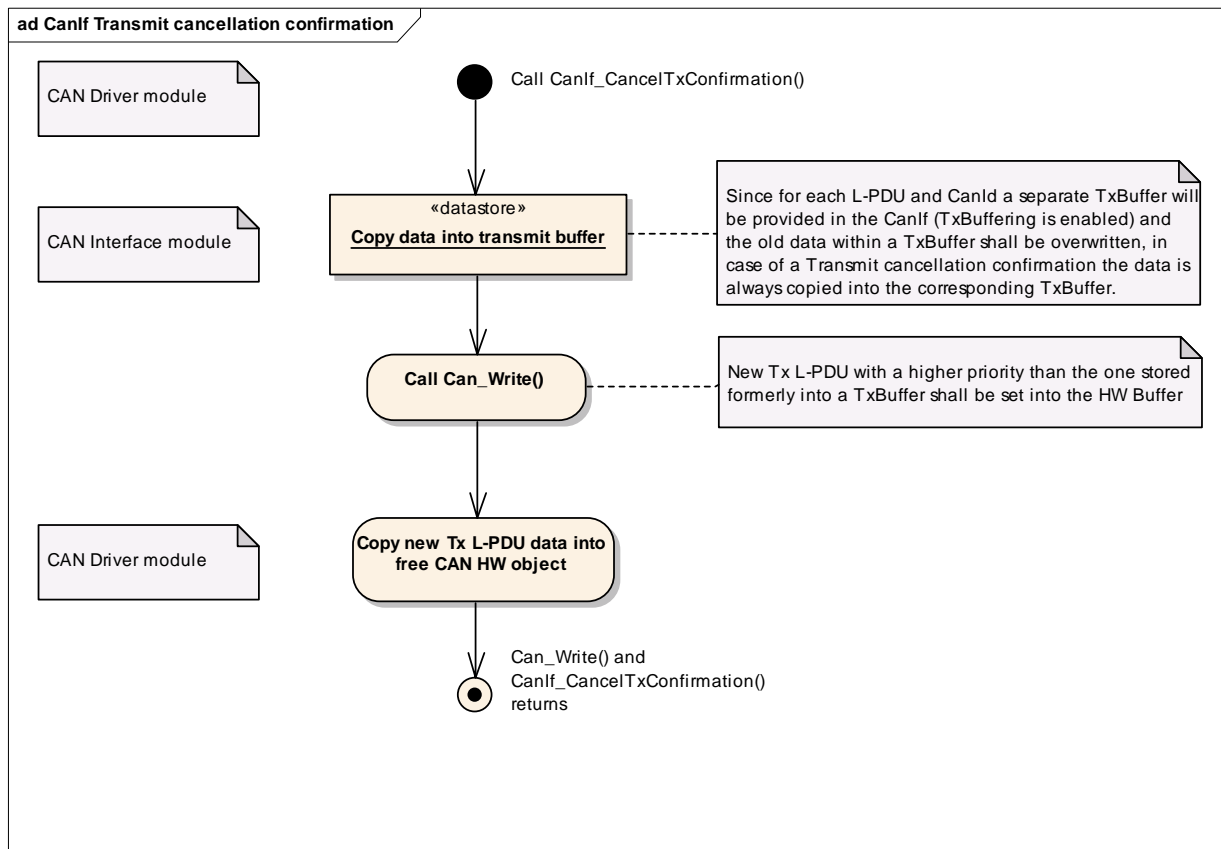 ad CanIf Transmit cancellation confirmation
CAN Driver module
Call CanIf_CancelTxConfirmation()
CAN Interface module
«datastore»
Copy data into transmit buffer
Since for each L-PDU and CanId a separate TxBuffer will
be provided in the CanIf (TxBuffering is enabled) and
the old data within a TxBuffer shall be overwritten, in
case of a Transmit cancellation confirmation the data is
always copied into the corresponding TxBuffer.
Call Can_Write()
New Tx L-PDU with a higher priority than the one stored
formerly into a TxBuffer shall be set into the HW Buffer
CAN Driver module
Copy new Tx L-PDU data into
free CAN HW object
Can_Write() and
CanIf_CancelTxConfirmation()
returns